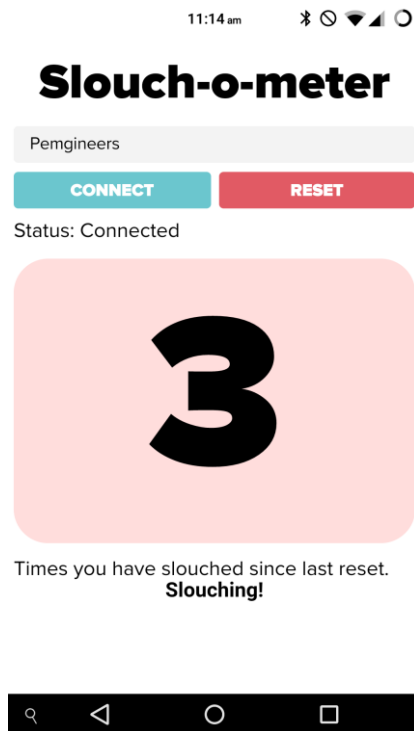 11:14 am
Slouch-o-meter
Pemgineers
CONNECT RESET
Status: Connected
3
Times you have slouched since last reset.
Slouching!